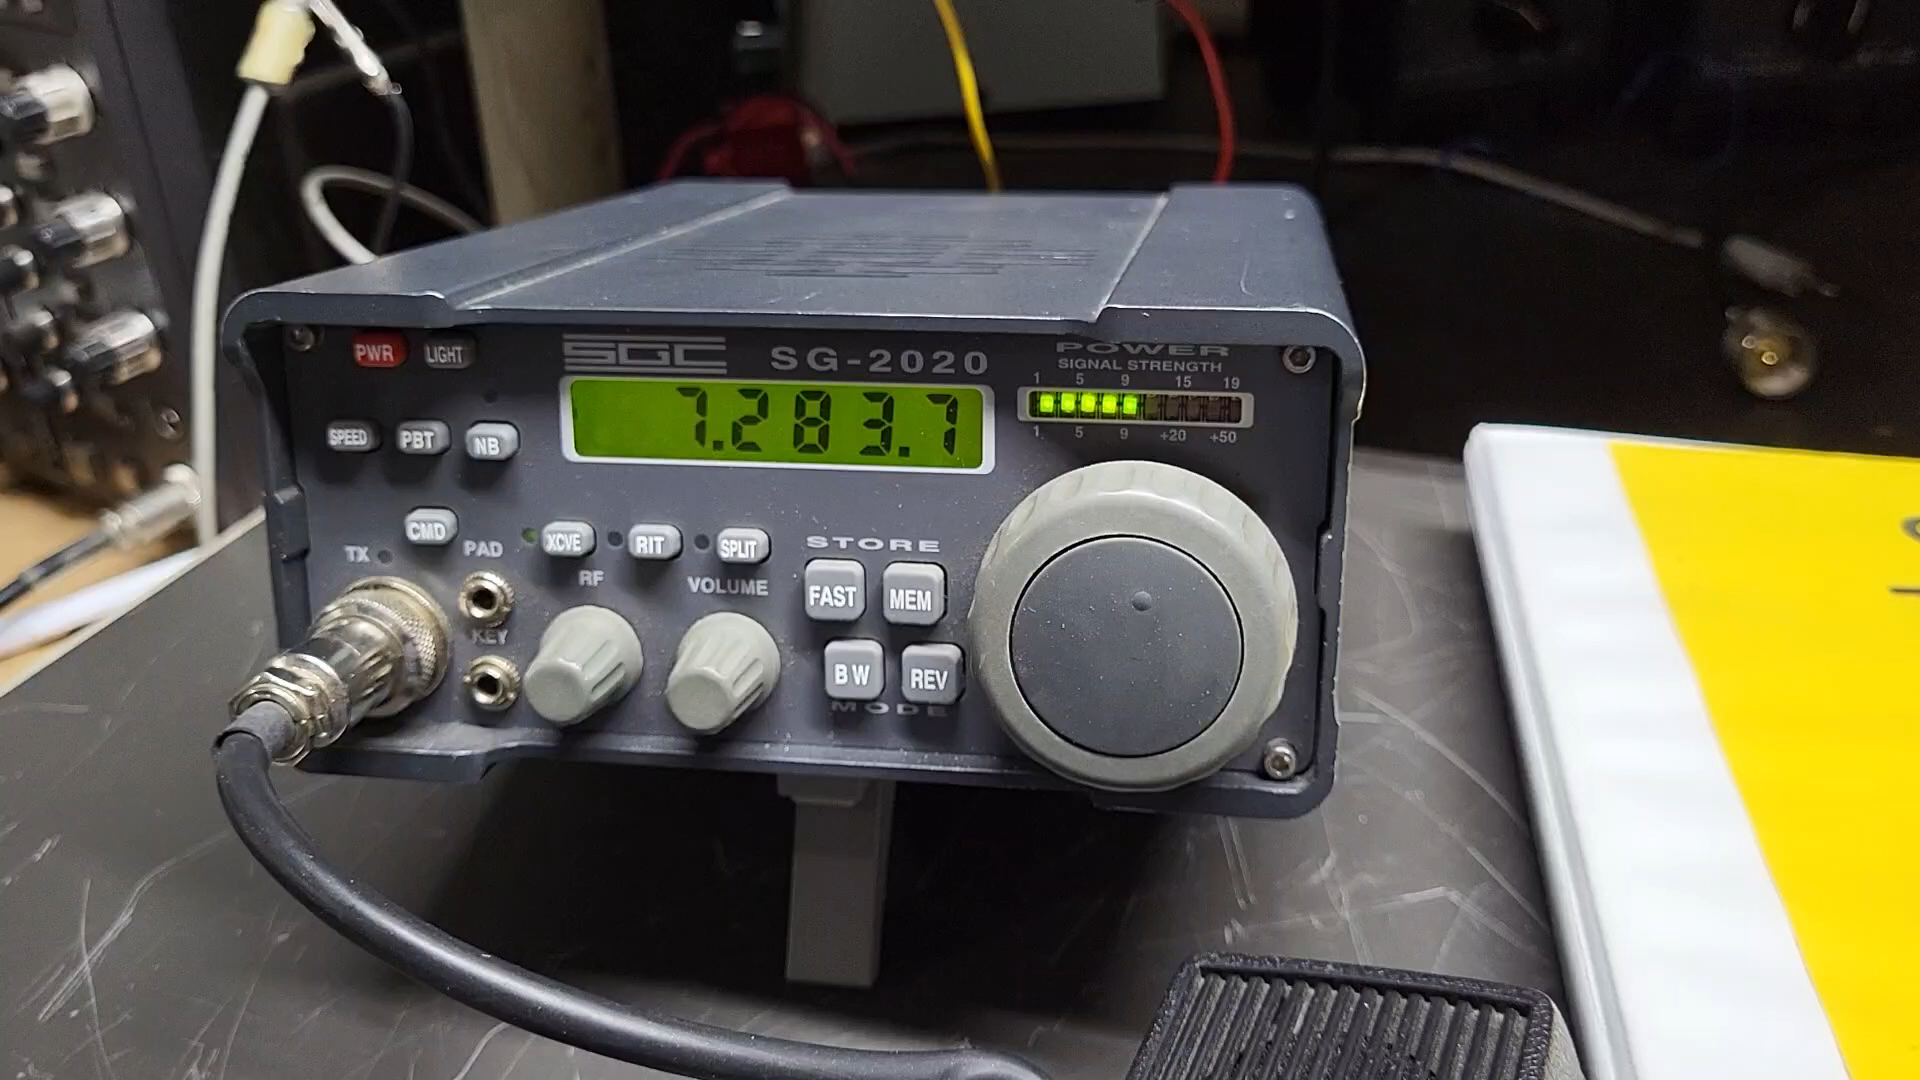 POWER
PWR LIGHT SGC SG-2020 SIGNAL STRENGTH
1 5 9 15 19
7.283.7
SPEED PBT NB
1 5 9 +20 +50
CMD XCVE RIT SPLIT STORE
TX PAD
RF VOLUME
FAST MEM
KEY
BW REV
MODE